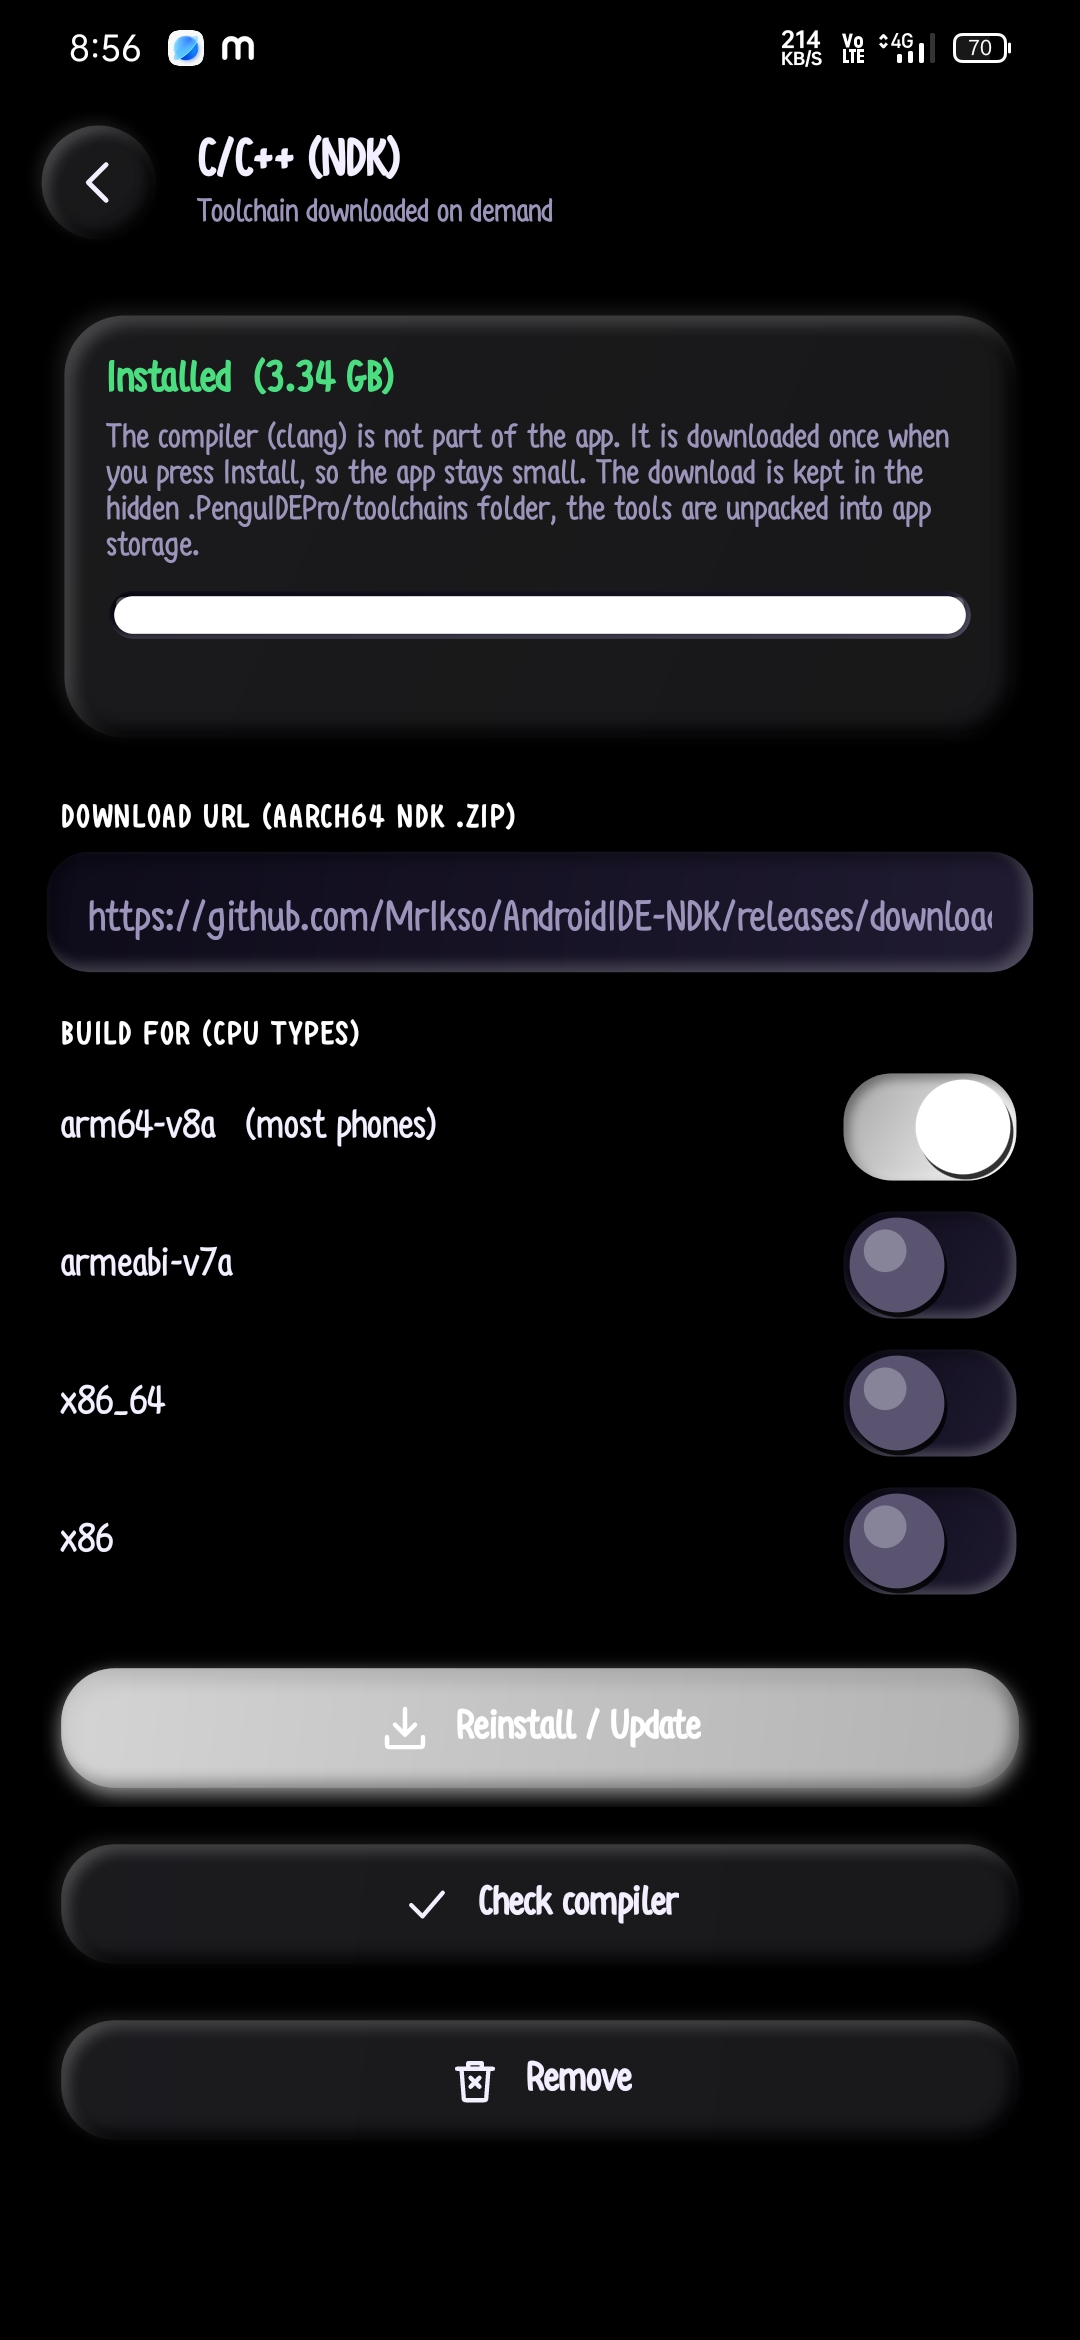 8:56
214
KB/S
Vo
LTE
4G
70
C/C++ (NDK)
Toolchain downloaded on demand
Installed (3.34 GB)
The compiler (clang) is not part of the app. It is downloaded once when
you press Install, so the app stays small. The download is kept in the
hidden .PenguIDEPro/toolchains folder, the tools are unpacked into app
storage.
DOWNLOAD URL (AARCH64 NDK .ZIP)
https://github.com/MrIkso/AndroidIDE-NDK/releases/downloa
BUILD FOR (CPU TYPES)
arm64-v8a (most phones)
armeabi-v7a
x86_64
x86
Reinstall / Update
Check compiler
Remove